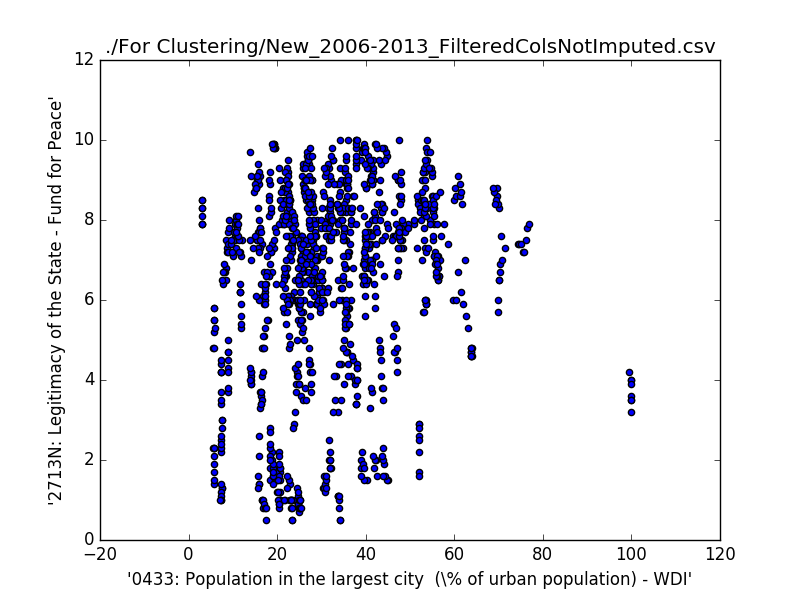 ./For Clustering/New_2006-2013_FilteredColsNotImputed.csv
12
10
8
6
4
2
0
'2713N: Legitimacy of the State - Fund for Peace'
−20 0 20 40 60 80 100 120
'0433: Population in the largest city  (\% of urban population) - WDI'